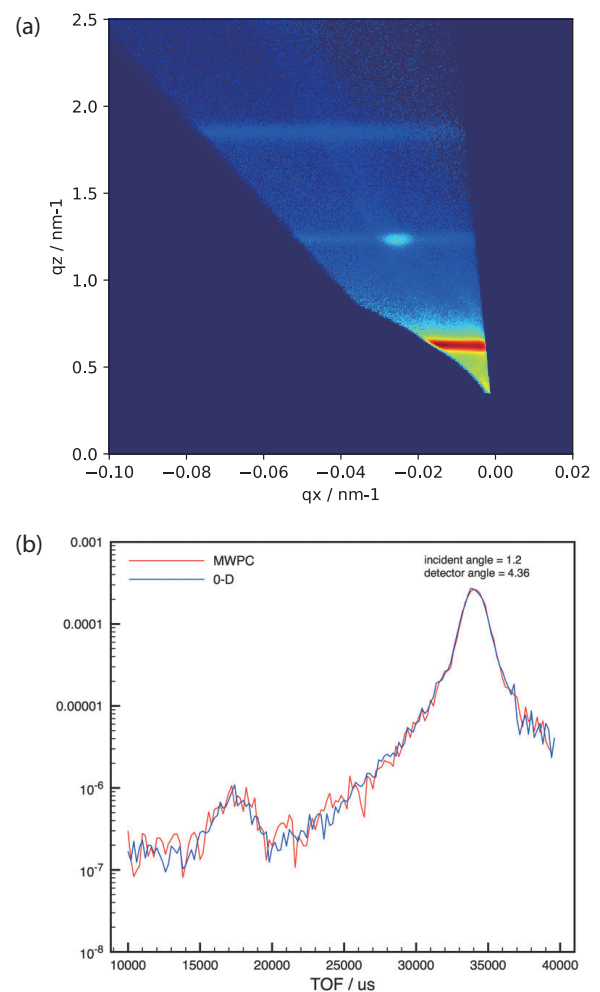 (a)
2.5
2.0
1.5
1.0
0.5
0.0
qz / nm-1
−0.10 −0.08 −0.06 −0.04 −0.02 0.00 0.02
qx / nm-1
(b)
0.001
0.0001
0.00001
10-6
10-7
10-8
MWPC
0-D
incident angle = 1.2
detector angle = 4.36
10000 15000 20000 25000 30000 35000 40000
TOF / us